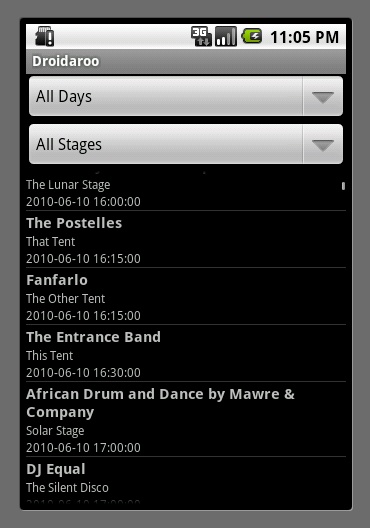 3G 11:05 PM
Droidaroo
All Days
All Stages
The Lunar Stage
2010-06-10 16:00:00
The Postelles
That Tent
2010-06-10 16:15:00
Fanfarlo
The Other Tent
2010-06-10 16:15:00
The Entrance Band
This Tent
2010-06-10 16:30:00
African Drum and Dance by Mawre &
Company
Solar Stage
2010-06-10 17:00:00
DJ Equal
The Silent Disco